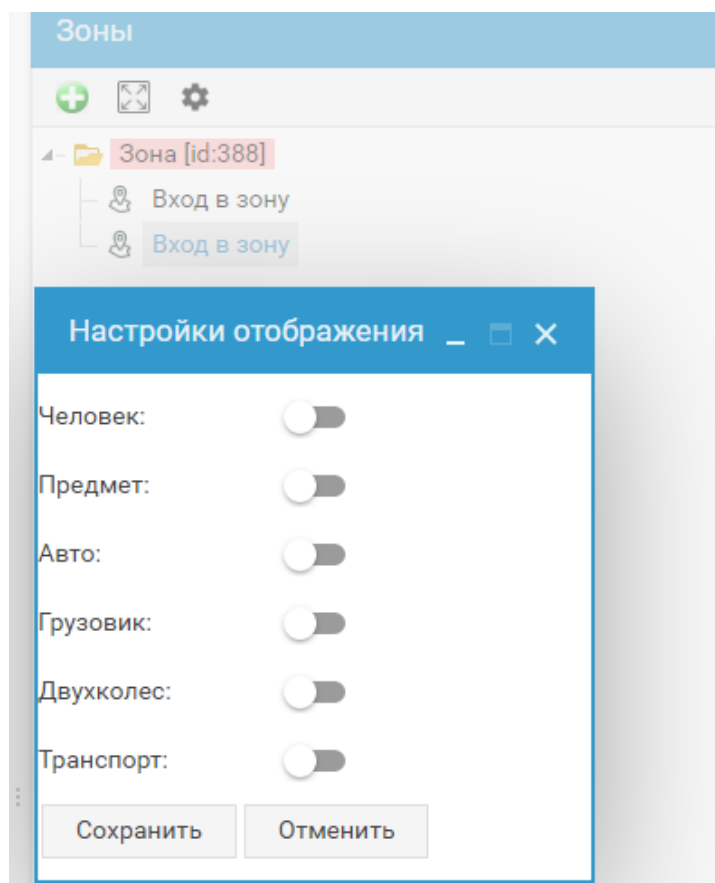 Зоны
Зона [id:388]
Вход в зону
Вход в зону
Настройки отображения
Человек:
Предмет:
Авто:
Грузовик:
Двухколес:
Транспорт:
Сохранить Отменить